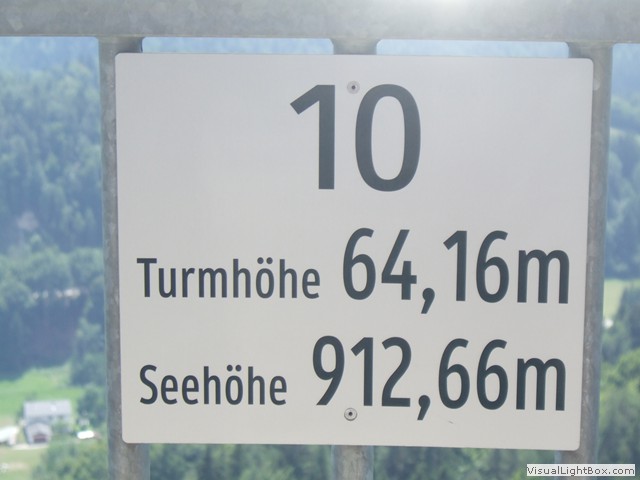 10
Turmhöhe 64,16m
Seehöhe 912,66m
VisualLightBox.com